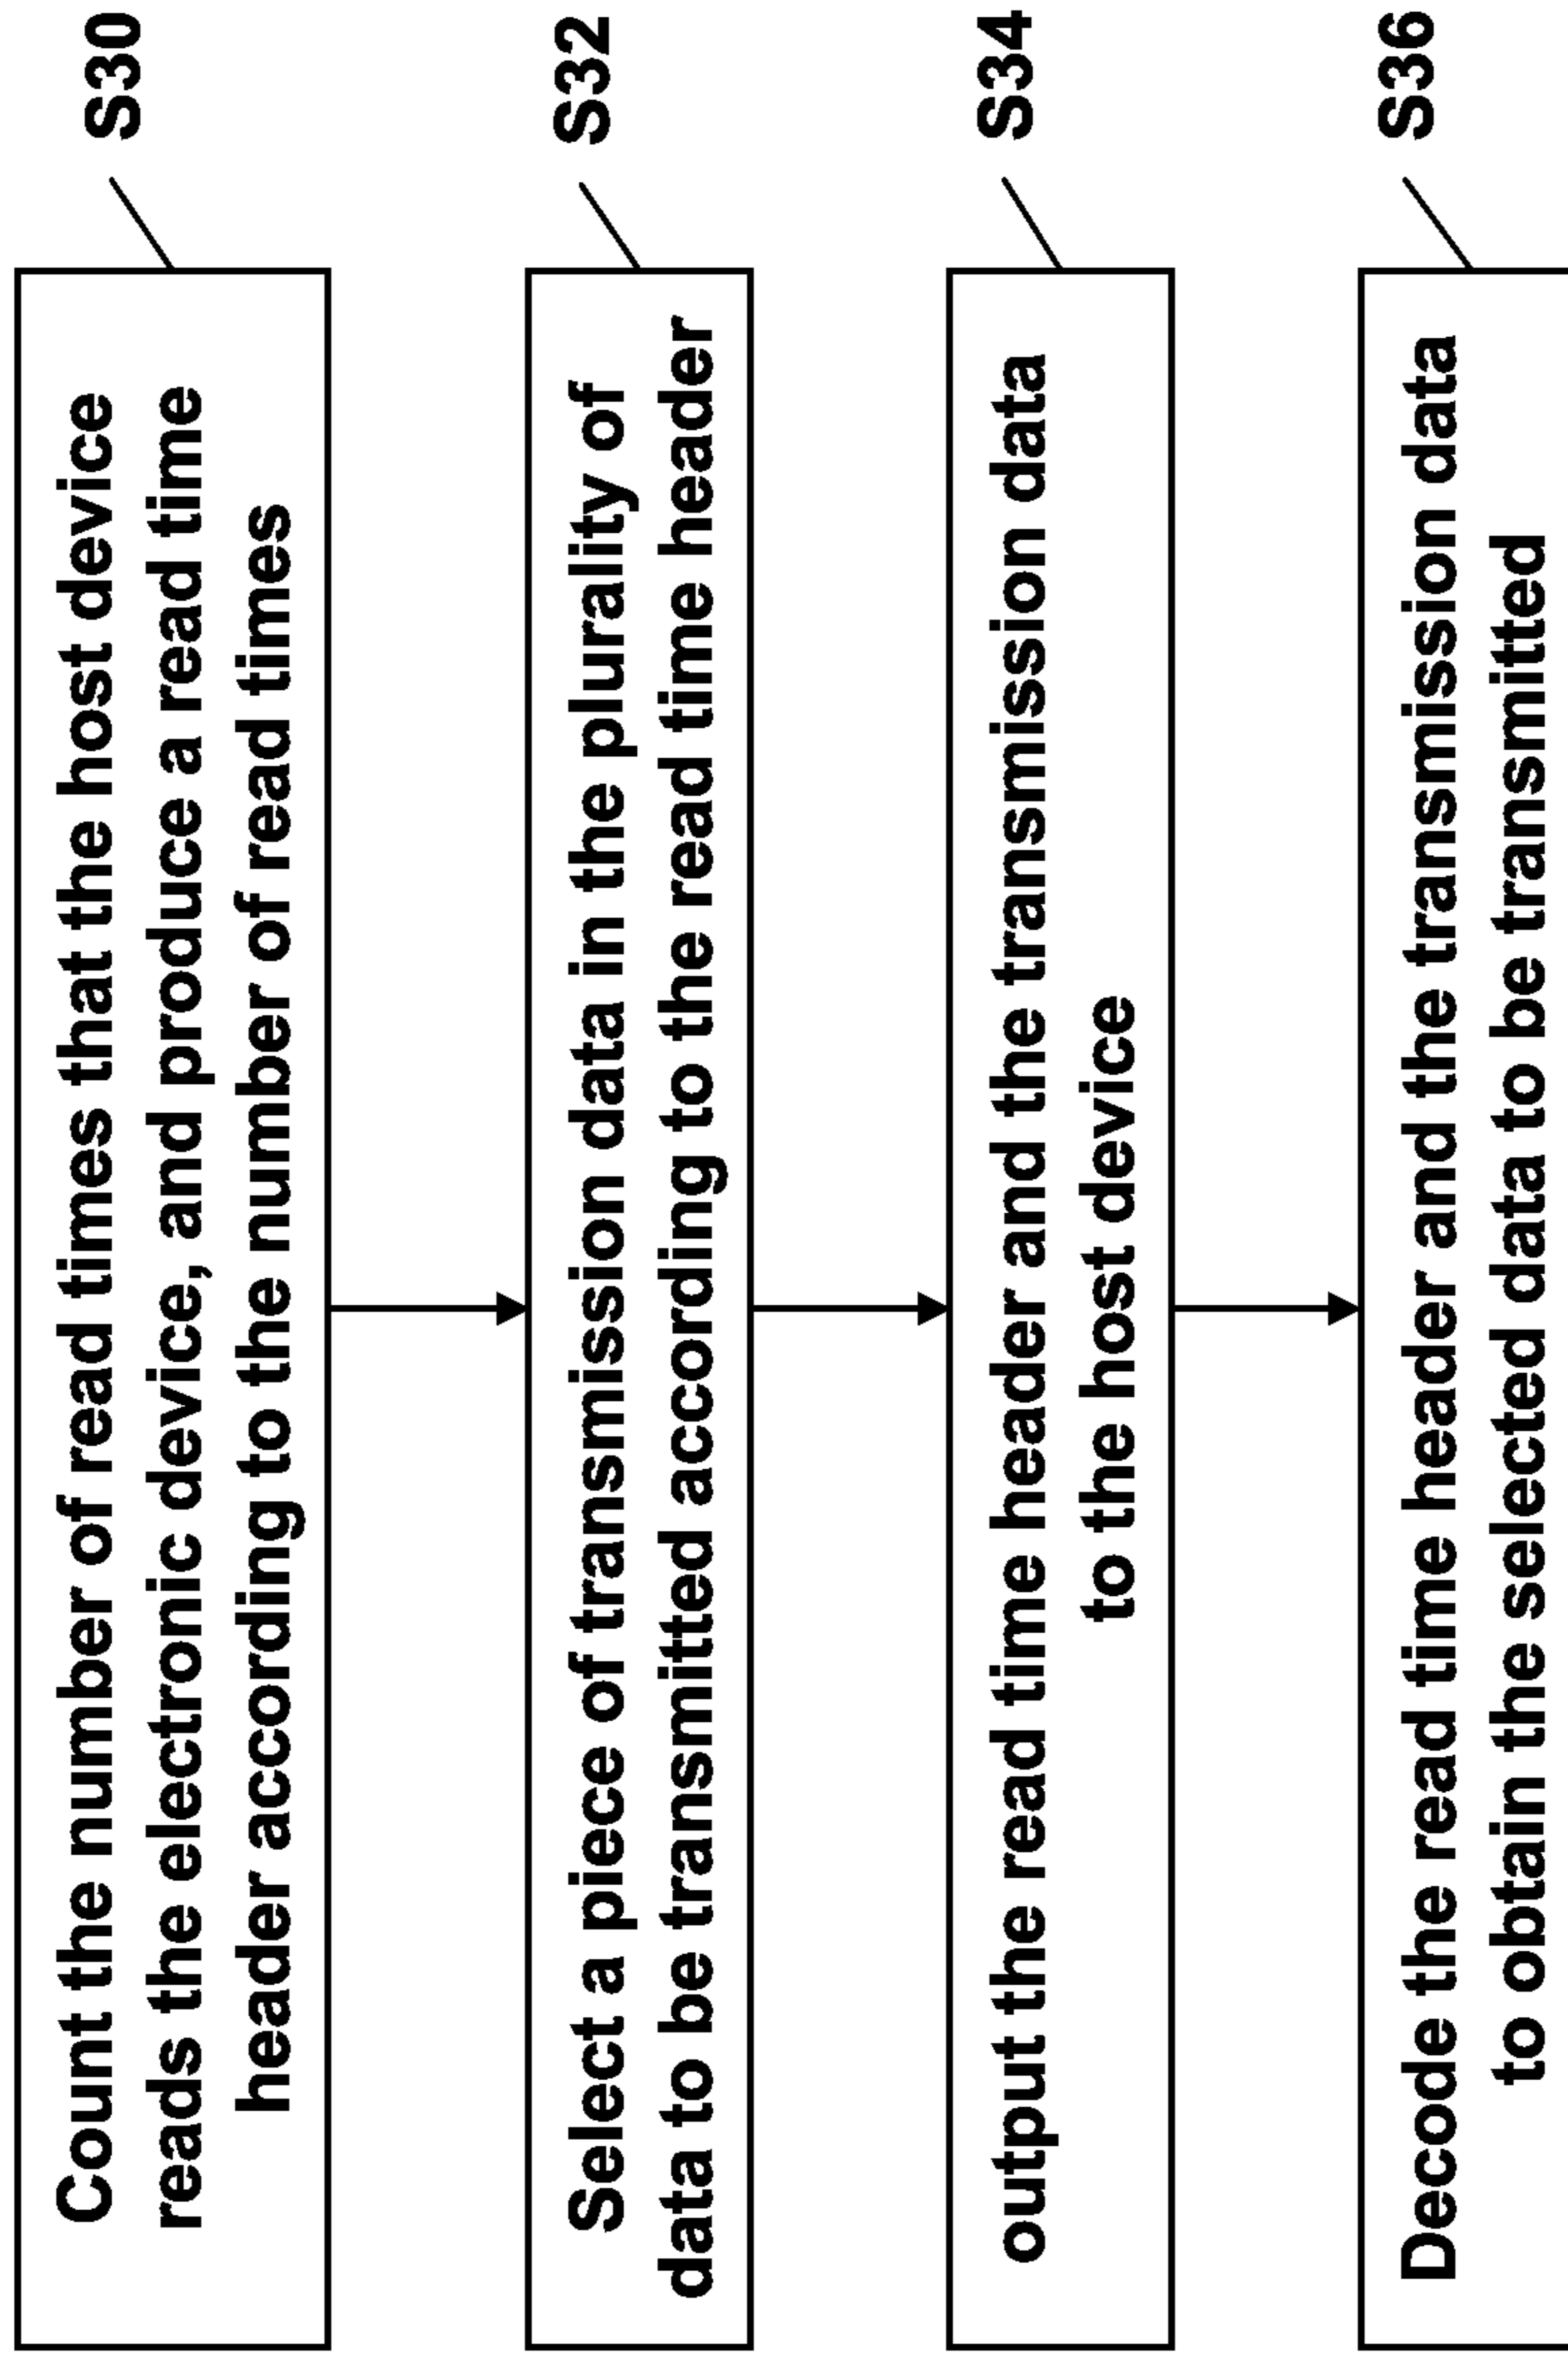 Count the number of read times that the host device
reads the electronic device, and produce a read time
header according to the number of read times
S30
Select a piece of transmission data in the plurality of
data to be transmitted according to the read time header
S32
output the read time header and the transmission data
to the host device
S34
Decode the read time header and the transmission data
to obtain the selected data to be transmitted
S36